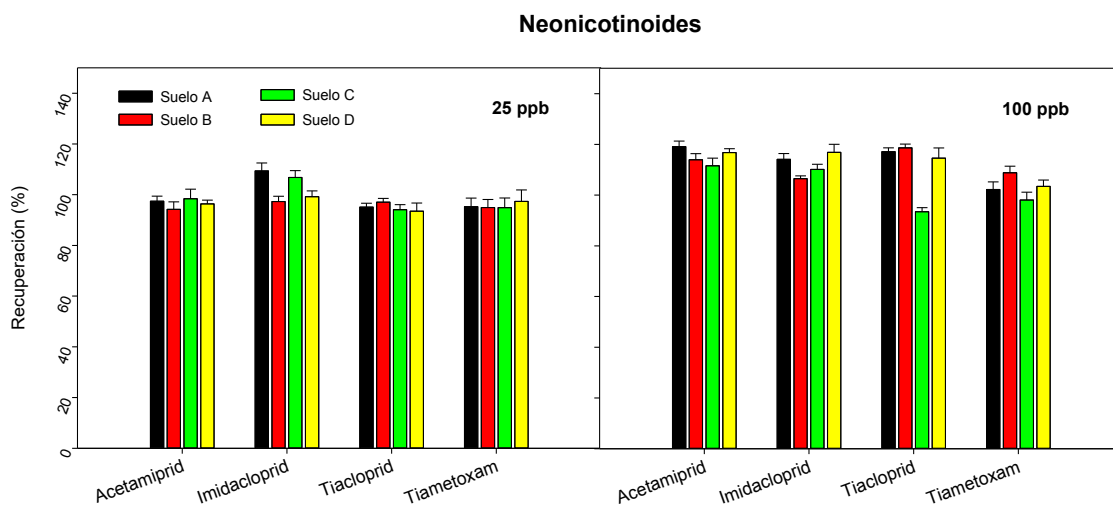 Neonicotinoides
Suelo A
Suelo C
Suelo B
Suelo D
25 ppb
100 ppb
Recuperación (%)
140
120
100
80
60
40
20
0
Acetamiprid
Imidacloprid
Tiacloprid
Tiametoxam
Acetamiprid
Imidacloprid
Tiacloprid
Tiametoxam